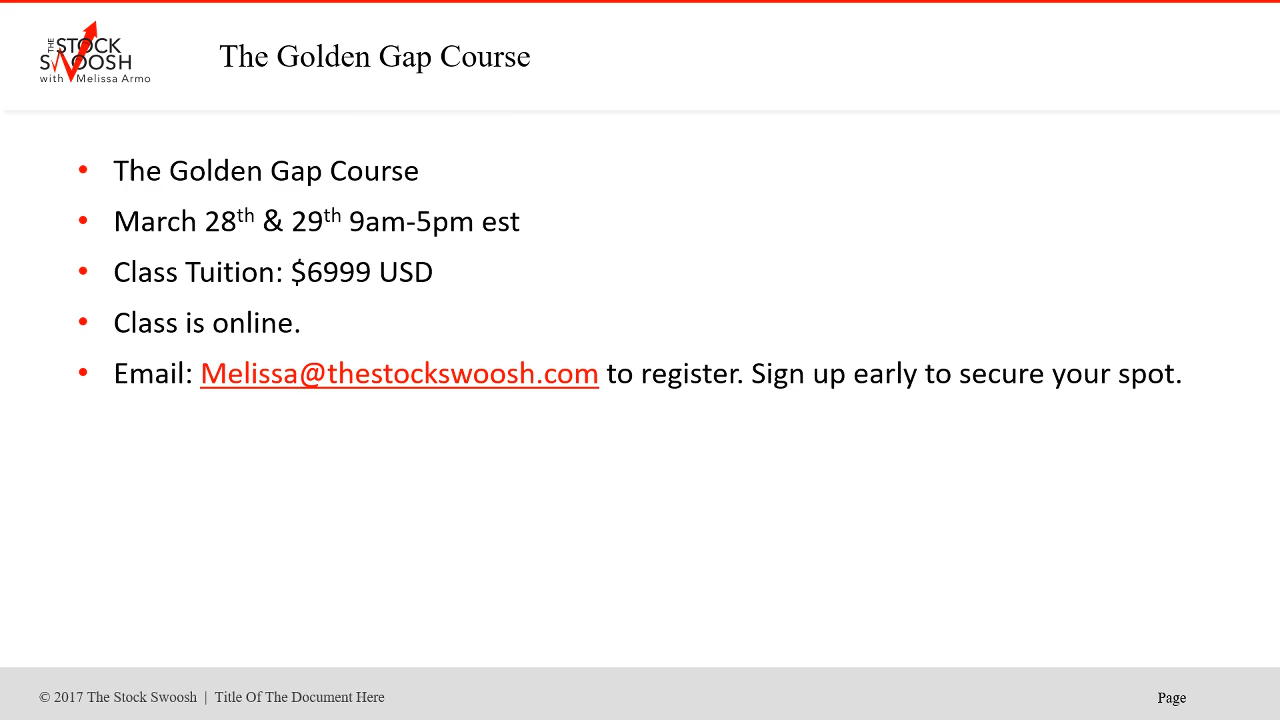 THE STOCK
SWOOSH
with Melissa Armo
The Golden Gap Course
• The Golden Gap Course
• March 28th & 29th 9am-5pm est
• Class Tuition: $6999 USD
• Class is online.
• Email: Melissa@thestockswoosh.com to register. Sign up early to secure your spot.
© 2017 The Stock Swoosh | Title Of The Document Here
Page